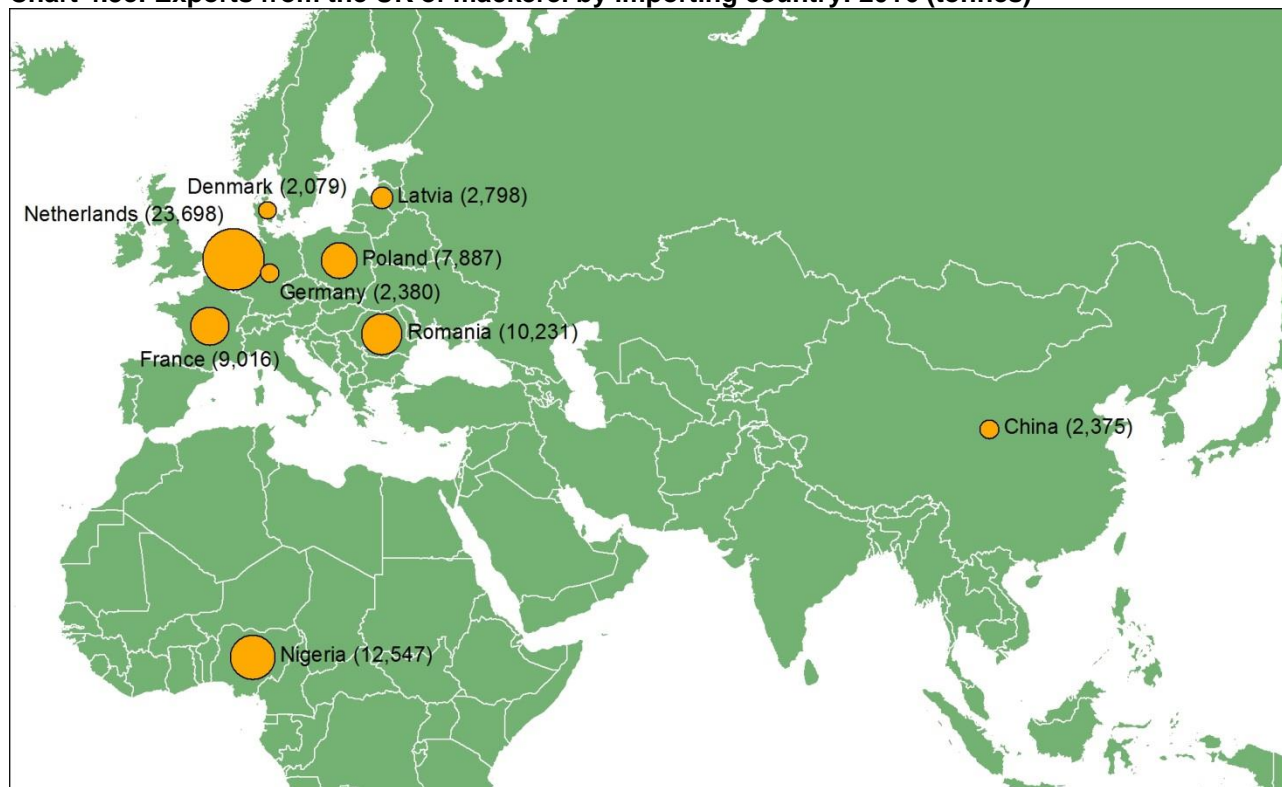 Chart Exports from the UK of mackerel by importing country: (tonnes)
Denmark (2,079)
Latvia (2,798)
Netherlands (23,698)
Poland (7,887)
Germany (2,380)
Romania (10,231)
France (9,016)
China (2,375)
Nigeria (12,547)